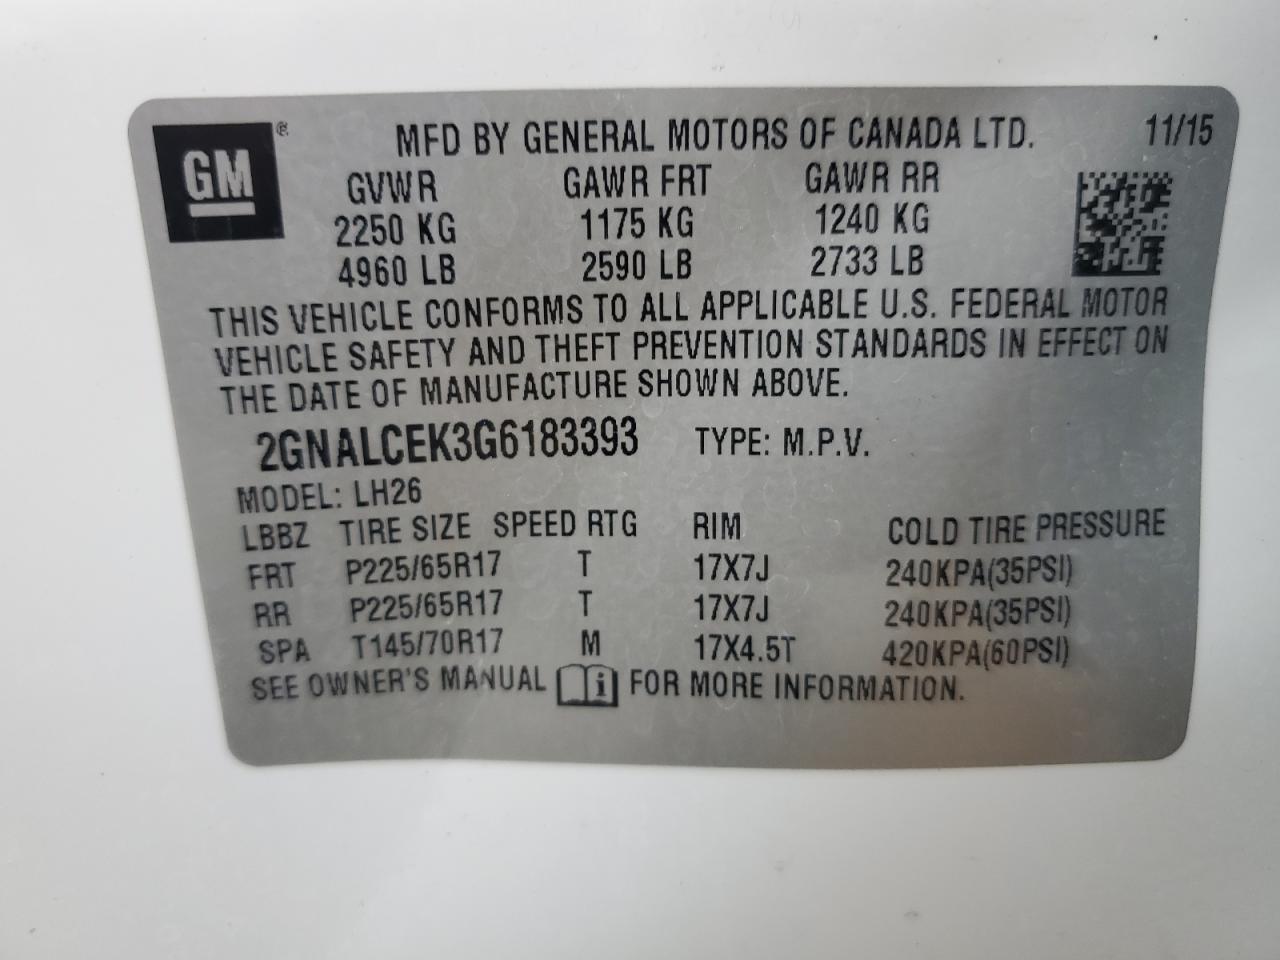 GM®
MFD BY GENERAL MOTORS OF CANADA LTD. 11/15
GVWR GAWR FRT GAWR RR
2250 KG 1175 KG 1240 KG
4960 LB 2590 LB 2733 LB
THIS VEHICLE CONFORMS TO ALL APPLICABLE U.S. FEDERAL MOTOR
VEHICLE SAFETY AND THEFT PREVENTION STANDARDS IN EFFECT ON
THE DATE OF MANUFACTURE SHOWN ABOVE.
2GNALCEK3G6183393 TYPE: M.P.V.
MODEL: LH26
LBBZ TIRE SIZE SPEED RTG RIM COLD TIRE PRESSURE
FRT P225/65R17 T 17X7J 240KPA(35PSI)
RR P225/65R17 T 17X7J 240KPA(35PSI)
SPA T145/70R17 M 17X4.5T 420KPA(60PSI)
SEE OWNER'S MANUAL i FOR MORE INFORMATION.